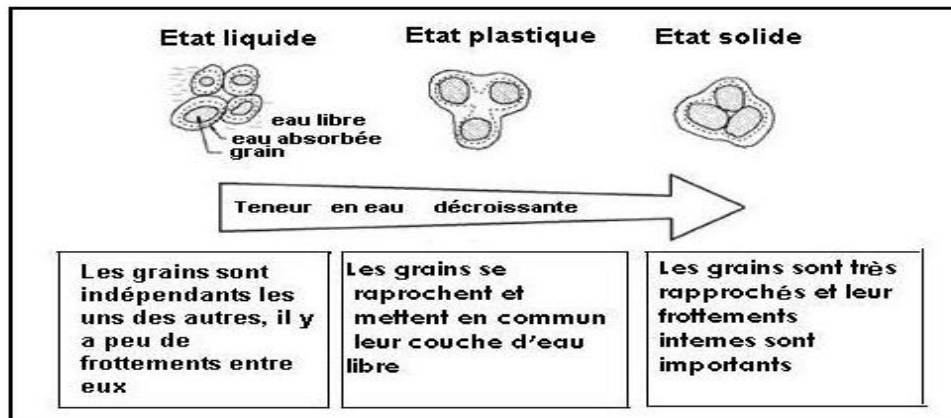 Etat liquide
Etat plastique
Etat solide
eau libre
eau absorbée
grain
Teneur en eau décroissante
Les grains sont
indépendants les
uns des autres, il y
a peu de
frottements entre
eux
Les grains se
raprochent et
mettent en commun
leur couche d'eau
libre
Les grains sont très
rapprochés et leur
frottements
internes sont
importants